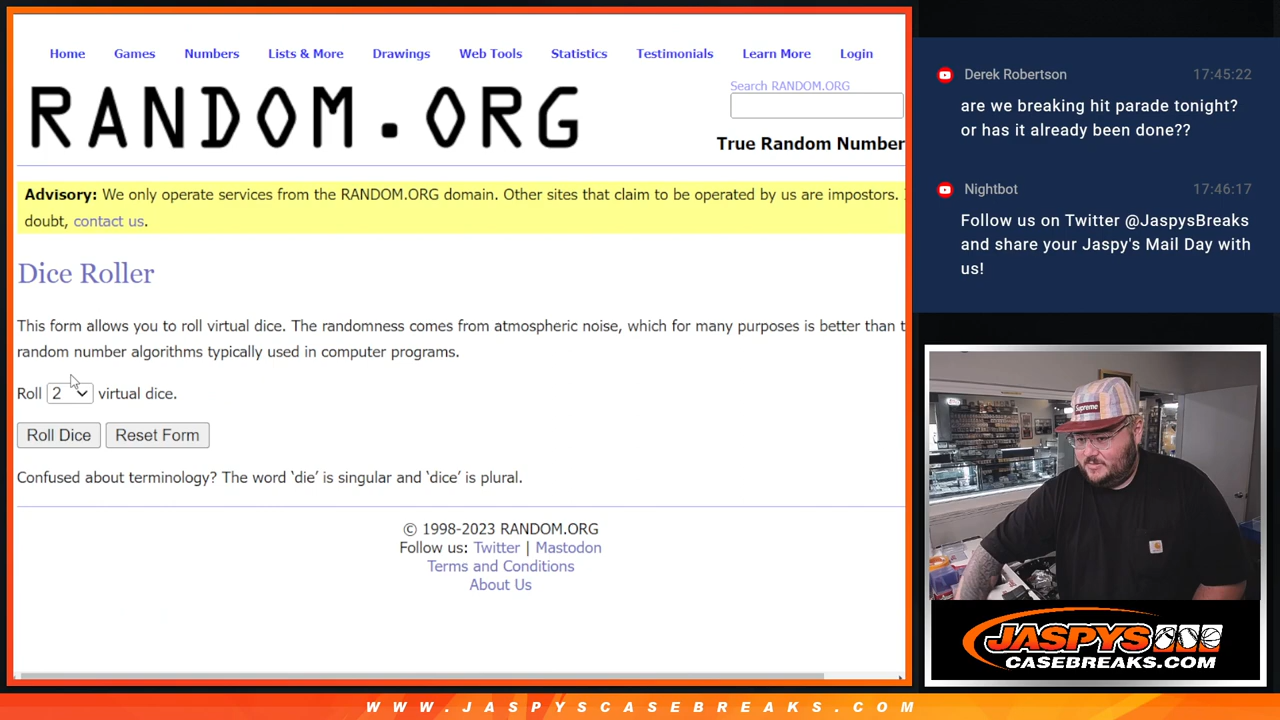 Home Games Numbers Lists & More Drawings Web Tools Statistics Testimonials Learn More Login
RANDOM.ORG
Search RANDOM.ORG
True Random Number
Advisory: We only operate services from the RANDOM.ORG domain. Other sites that claim to be operated by us are impostors.
doubt, contact us.
Dice Roller
This form allows you to roll virtual dice. The randomness comes from atmospheric noise, which for many purposes is better than
random number algorithms typically used in computer programs.
Roll 2 virtual dice.
Roll Dice Reset Form
Confused about terminology? The word ‘die’ is singular and ‘dice’ is plural.
© 1998-2023 RANDOM.ORG
Follow us: Twitter | Mastodon
Terms and Conditions
About Us
Derek Robertson 17:45:22
are we breaking hit parade tonight?
or has it already been done??
Nightbot 17:46:17
Follow us on Twitter @JaspysBreaks
and share your Jaspy's Mail Day with
us!
Supreme
JASPYS
CASEBREAKS.COM
WWW.JASPYSCASEBREAKS.COM